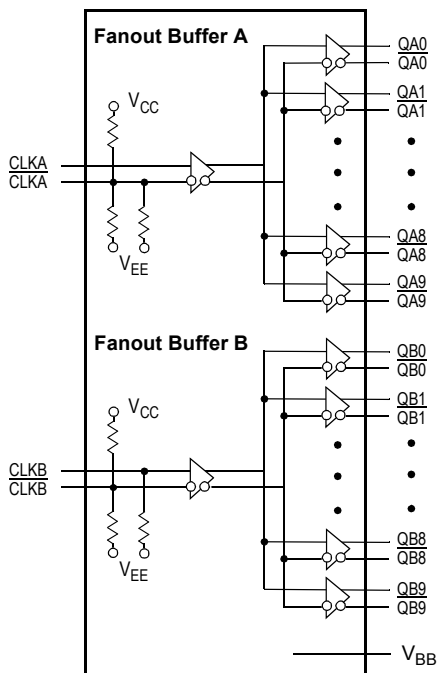 Fanout Buffer A
VCC
CLKA
CLKA
VEE
QA0
QA0
QA1
QA1
QA8
QA8
QA9
QA9
Fanout Buffer B
VCC
CLKB
CLKB
VEE
QB0
QB0
QB1
QB1
QB8
QB8
QB9
QB9
VBB